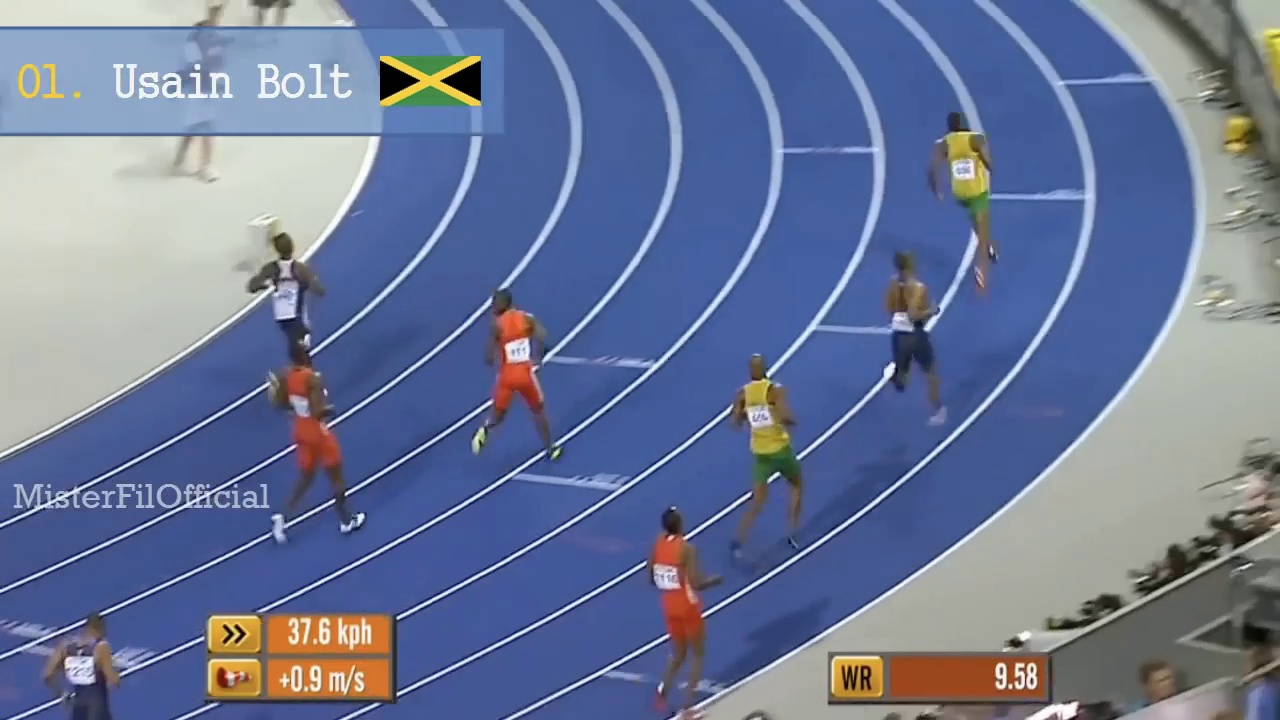 01. Usain Bolt
MisterFilOfficial
37.6 kph
+0.9 m/s
WR 9.58